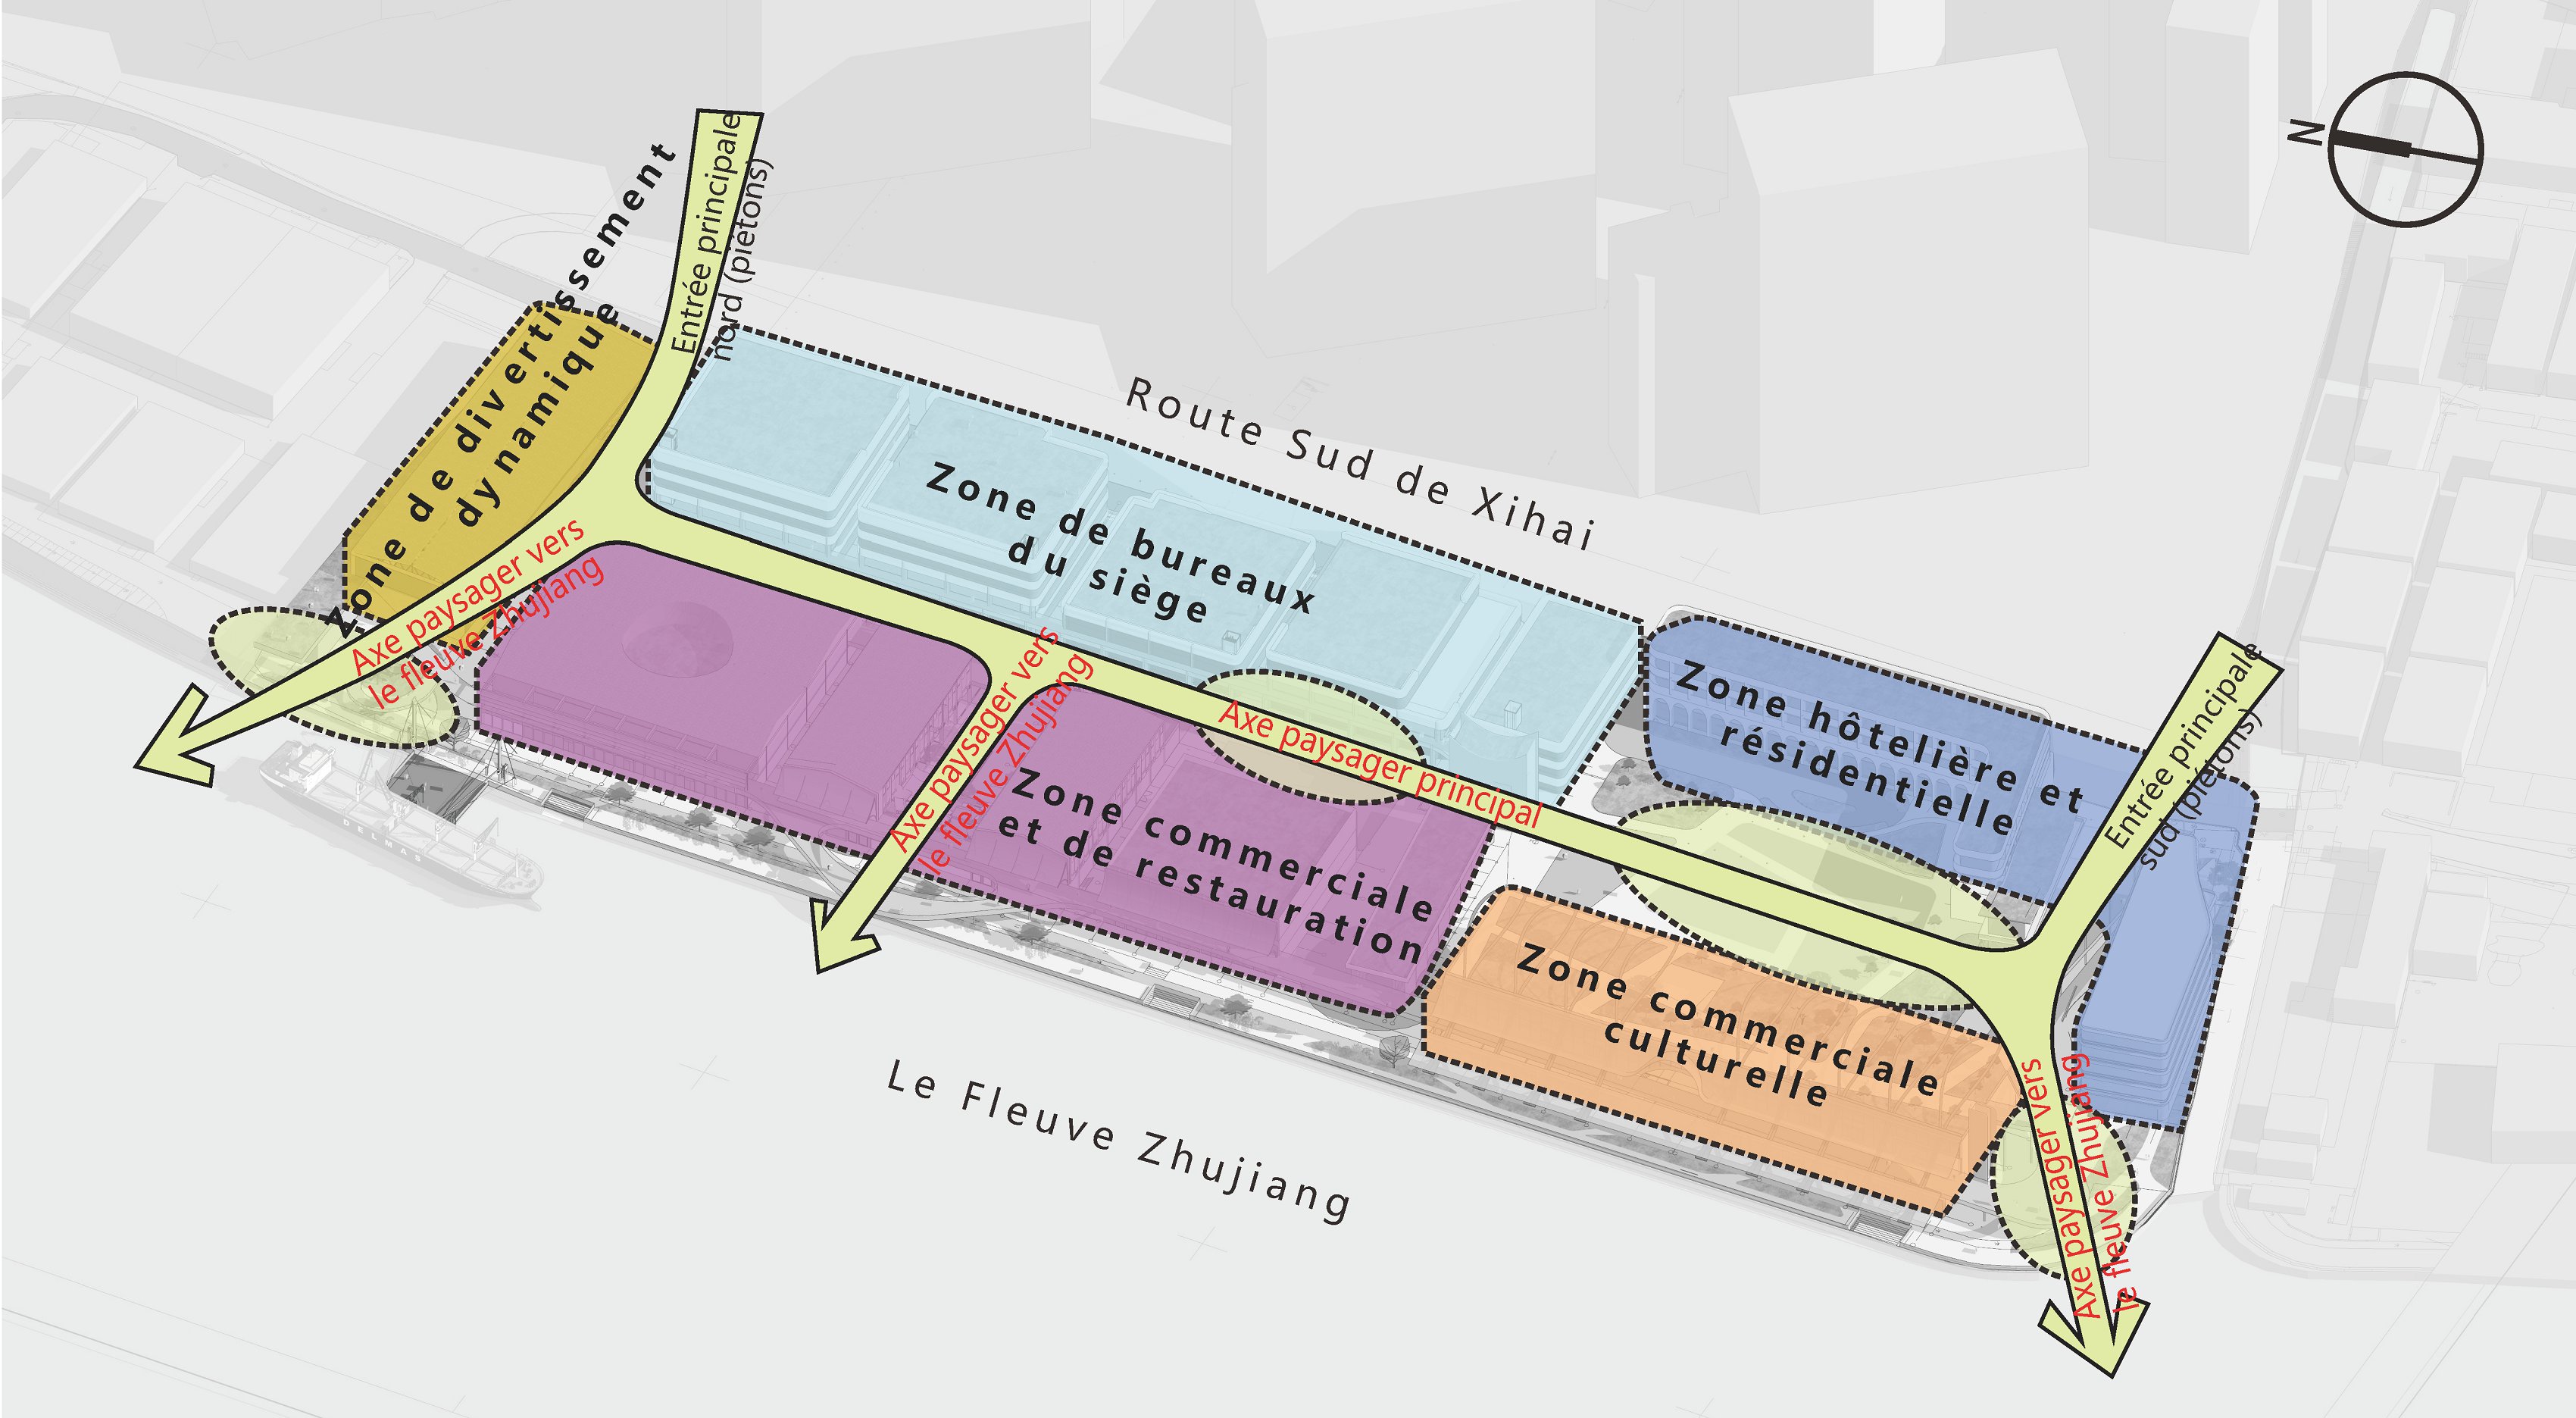 N
Entrée principale
nord (piétons)
Zone de divertissement
dynamique
Route Sud de Xihai
Zone de bureaux
du siège
Axe paysager vers
le fleuve Zhujiang
Axe paysager vers
le fleuve Zhujiang
Axe paysager principal
Zone hôtelière et
résidentielle
Entrée principale
sud (piétons)
Zone commerciale
et de restauration
DELMAS
Zone commerciale
culturelle
Axe paysager vers
le fleuve Zhujiang
Le Fleuve Zhujiang